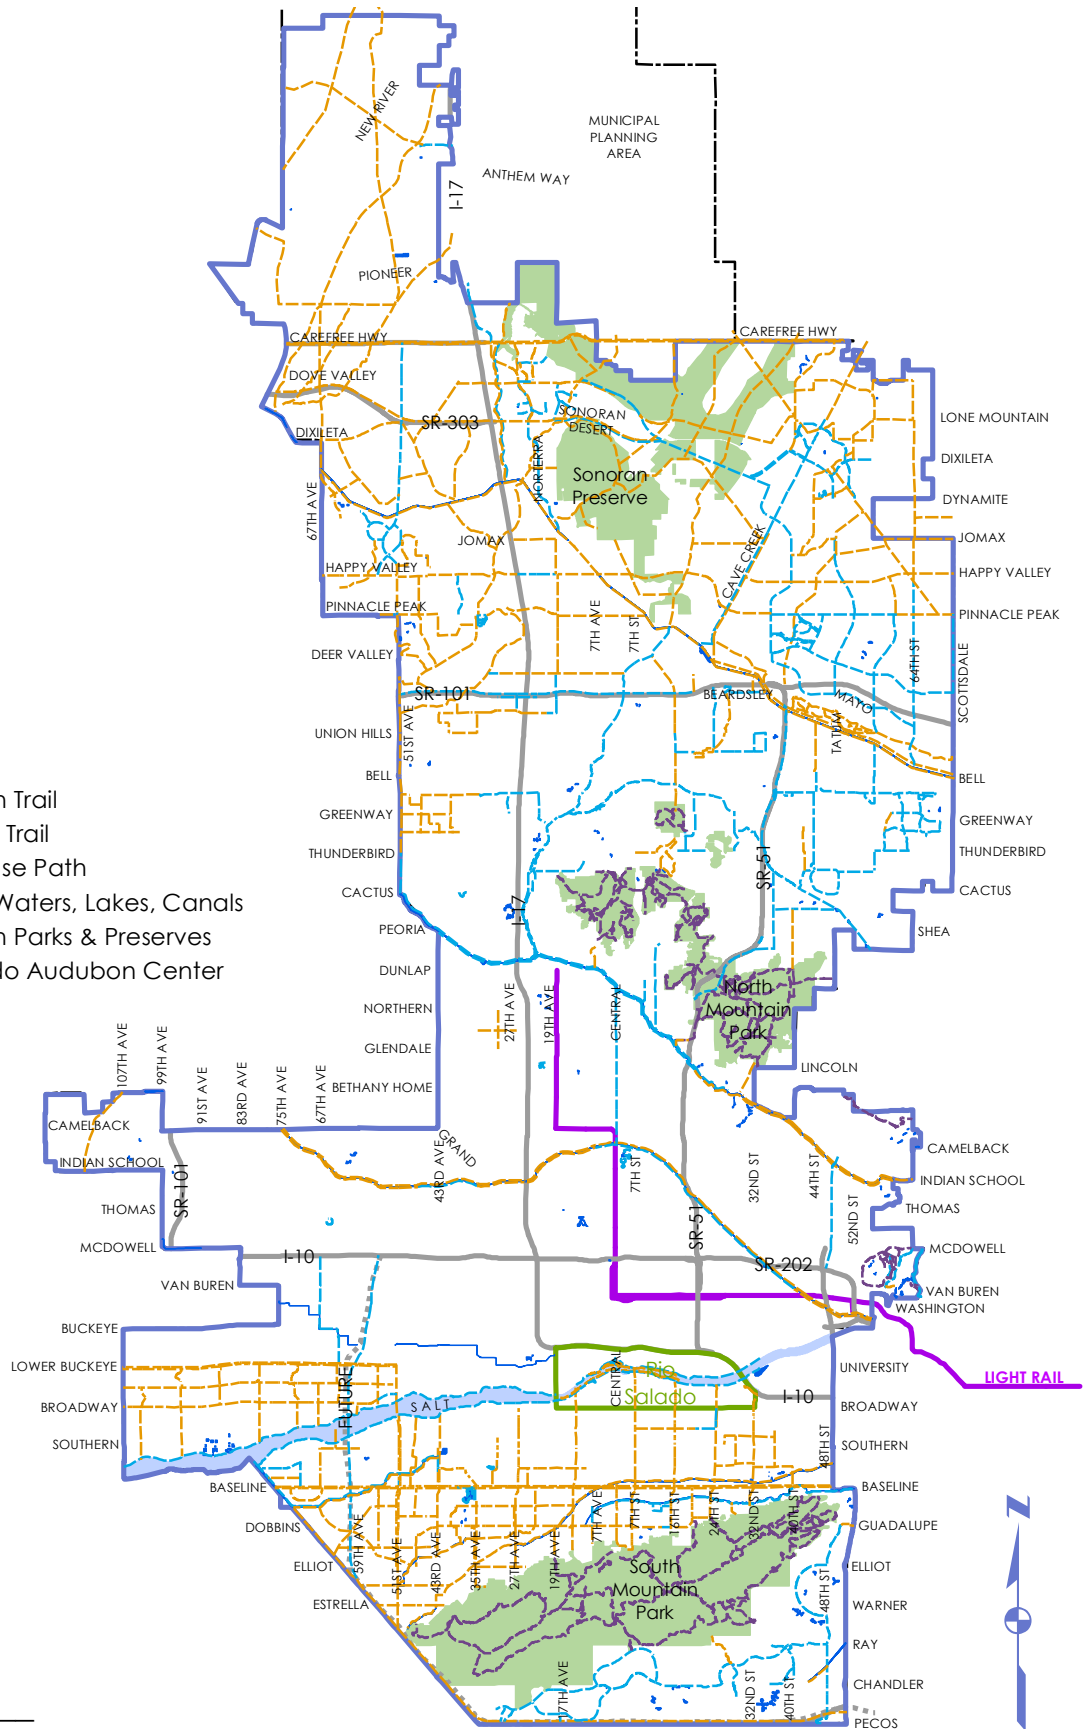 NEW RIVER
MUNICIPAL
PLANNING
AREA
ANTHEM WAY
I-17
PIONEER
CAREFREE HWY
CAREFREE HWY
DOVE VALLEY
SONORAN
DESERT
LONE MOUNTAIN
SR-303
DIXILETA
NORTERRA
DIXILETA
Sonoran
Preserve
DYNAMITE
67TH AVE
JOMAX
JOMAX
CAVE CREEK
HAPPY VALLEY
HAPPY VALLEY
PINNACLE PEAK
PINNACLE PEAK
7TH AVE
7TH ST
DEER VALLEY
64TH ST
SCOTTSDALE
SR-101
BEARDSLEY
MAYO
51ST AVE
TATUM
UNION HILLS
BELL
BELL
n Trail
GREENWAY
GREENWAY
Trail
THUNDERBIRD
THUNDERBIRD
se Path
SR-51
CACTUS
CACTUS
Waters, Lakes, Canals
I-17
PEORIA
SHEA
n Parks & Preserves
DUNLAP
lo Audubon Center
North
Mountain
Park
NORTHERN
27TH AVE
19TH AVE
CENTRAL
GLENDALE
107TH AVE
99TH AVE
91ST AVE
83RD AVE
75TH AVE
67TH AVE
BETHANY HOME
LINCOLN
CAMELBACK
GRAND
CAMELBACK
INDIAN SCHOOL
43RD AVE
7TH ST
32ND ST
44TH ST
INDIAN SCHOOL
SR-101
THOMAS
52ND ST
THOMAS
SR-51
MCDOWELL
MCDOWELL
I-10
SR-202
VAN BUREN
VAN BUREN
WASHINGTON
BUCKEYE
LOWER BUCKEYE
UNIVERSITY
CENTRAL
Rio
Salado
LIGHT RAIL
FUTURE
I-10
BROADWAY
SALT
BROADWAY
SOUTHERN
SOUTHERN
48TH ST
BASELINE
BASELINE
7TH AVE
7TH ST
16TH ST
24TH ST
32ND ST
40TH ST
DOBBINS
GUADALUPE
59TH AVE
51ST AVE
43RD AVE
35TH AVE
27TH AVE
19TH AVE
ELLIOT
ELLIOT
South
Mountain
Park
48TH ST
ESTRELLA
WARNER
RAY
17TH AVE
32ND ST
40TH ST
CHANDLER
PECOS
N